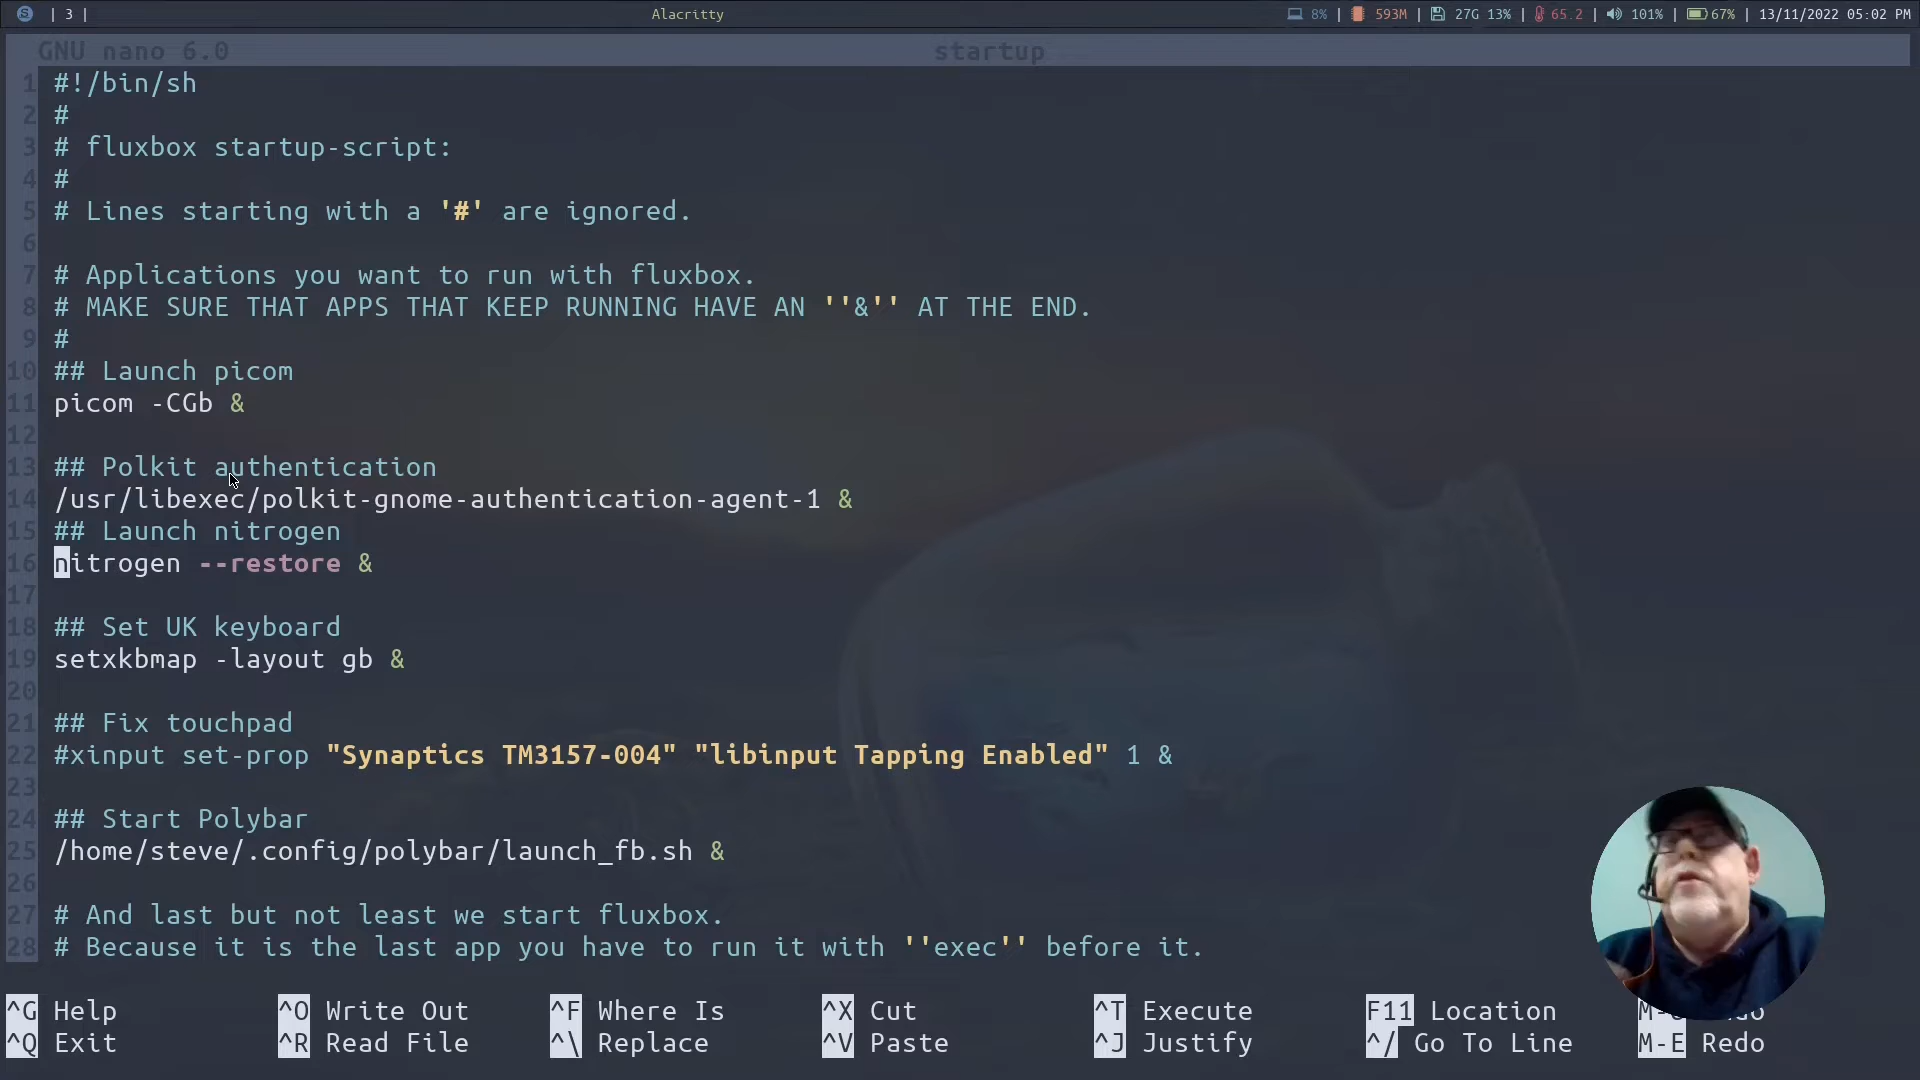 | 3 |
Alacritty
8% | 593M | 27G 13% | 65.2 | 101% | 67% | 13/11/2022 05:02 PM
GNU nano 6.0 startup
1 #!/bin/sh
2 #
3 # fluxbox startup-script:
4 #
5 # Lines starting with a '#' are ignored.
6
7 # Applications you want to run with fluxbox.
8 # MAKE SURE THAT APPS THAT KEEP RUNNING HAVE AN ''&'' AT THE END.
9 #
10 ## Launch picom
11 picom -CGb &
12
13 ## Polkit authentication
14 /usr/libexec/polkit-gnome-authentication-agent-1 &
15 ## Launch nitrogen
16 nitrogen --restore &
17
18 ## Set UK keyboard
19 setxkbmap -layout gb &
20
21 ## Fix touchpad
22 #xinput set-prop "Synaptics TM3157-004" "libinput Tapping Enabled" 1 &
23
24 ## Start Polybar
25 /home/steve/.config/polybar/launch_fb.sh &
26
27 # And last but not least we start fluxbox.
28 # Because it is the last app you have to run it with ''exec'' before it.
^G Help ^O Write Out ^F Where Is ^X Cut ^T Execute F11 Location
^Q Exit ^R Read File ^\ Replace ^V Paste ^J Justify ^/ Go To Line M-E Redo